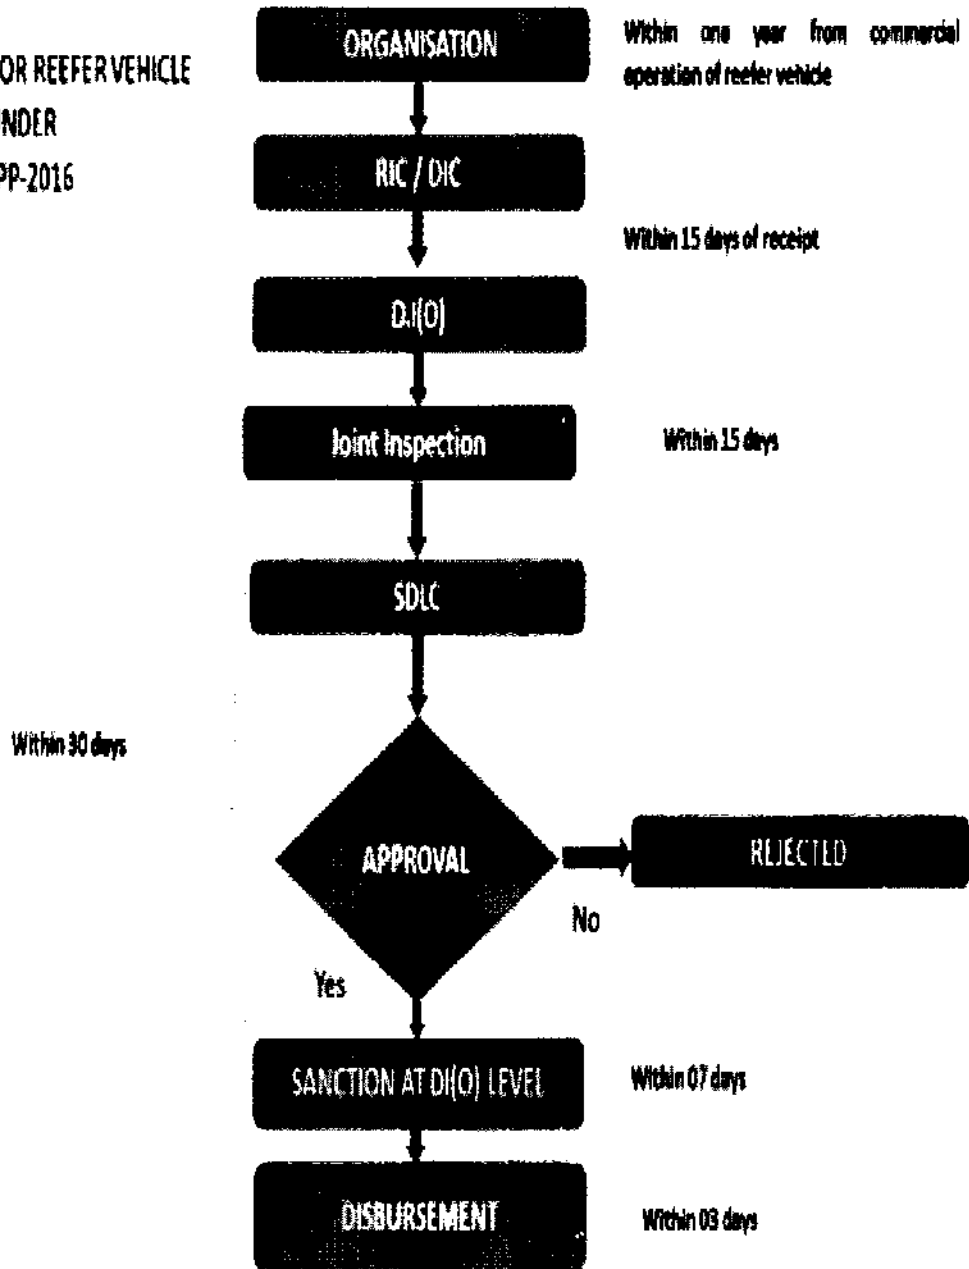 OR REEFER VEHICLE
NDER
PP-2016
ORGANISATION
Within one year from commercial
operation of reefer vehicle
RIC / DIC
Within 15 days of receipt
D.I(O)
Joint Inspection
Within 15 days
SDLC
Within 30 days
APPROVAL
REJECTED
No
Yes
SANCTION AT DI(O) LEVEL
Within 07 days
DISBURSEMENT
Within 03 days